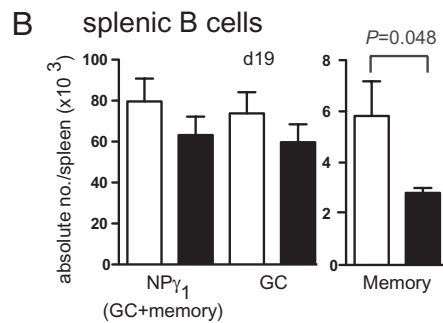 B splenic B cells
d19
P=0.048
absolute no./spleen (x10 3)
100
80
60
40
20
0
8
6
4
2
0
NPγ1 GC Memory
(GC+memory)